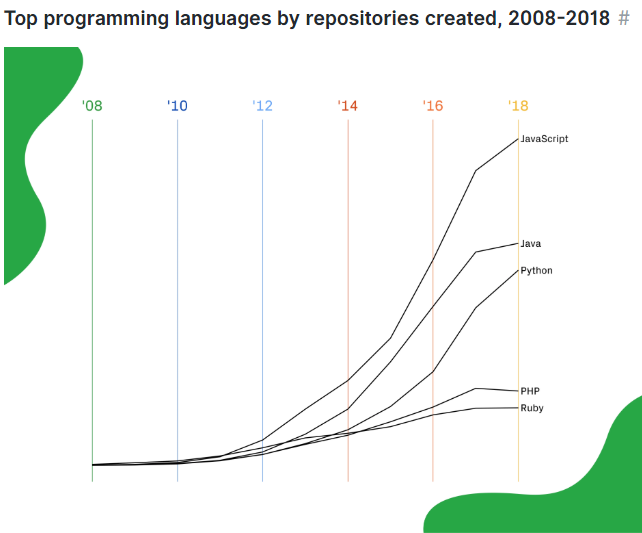 Top programming languages by repositories created, 2008-2018 #
'08 '10 '12 '14 '16 '18
JavaScript
Java
Python
PHP
Ruby